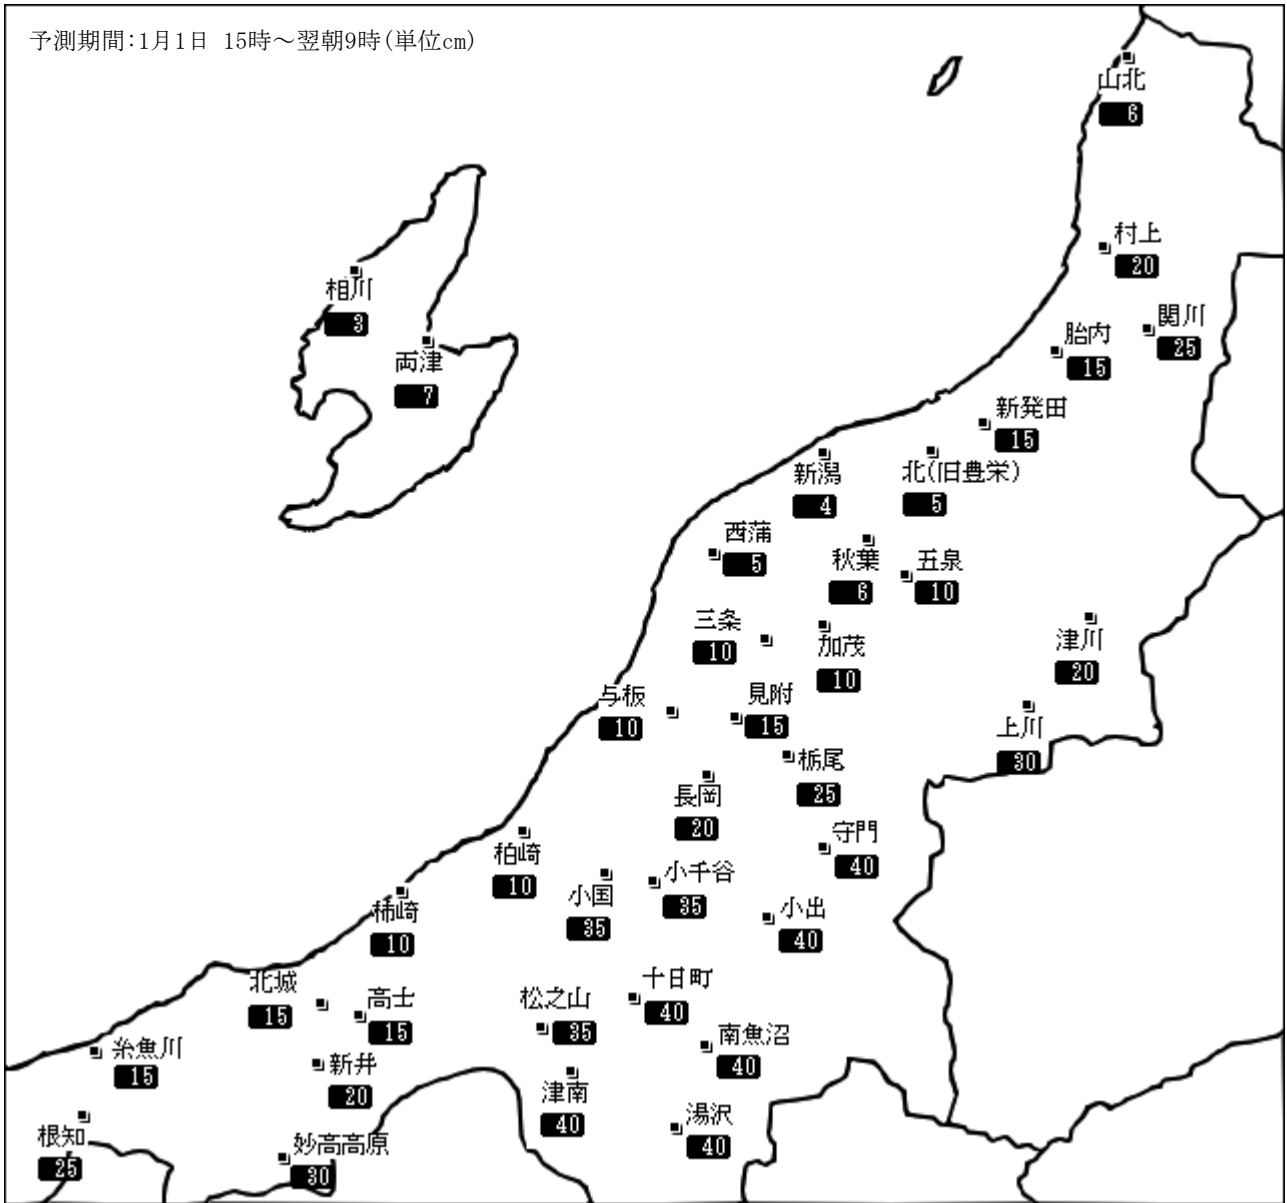 予測期間:1月1日 15時～翌朝9時(単位cm)
山北
6
村上
20
相川
3
関川
25
胎内
15
両津
7
新発田
15
新潟
4
北(旧豊栄)
5
西蒲
5
秋葉
6
五泉
10
三条
10
加茂
10
津川
20
与板
10
見附
15
上川
30
栃尾
25
長岡
20
守門
40
柏崎
10
小国
35
小千谷
35
小出
40
柿崎
10
北城
15
高士
15
松之山
35
十日町
40
南魚沼
40
糸魚川
15
新井
20
津南
40
湯沢
40
根知
25
妙高高原
30